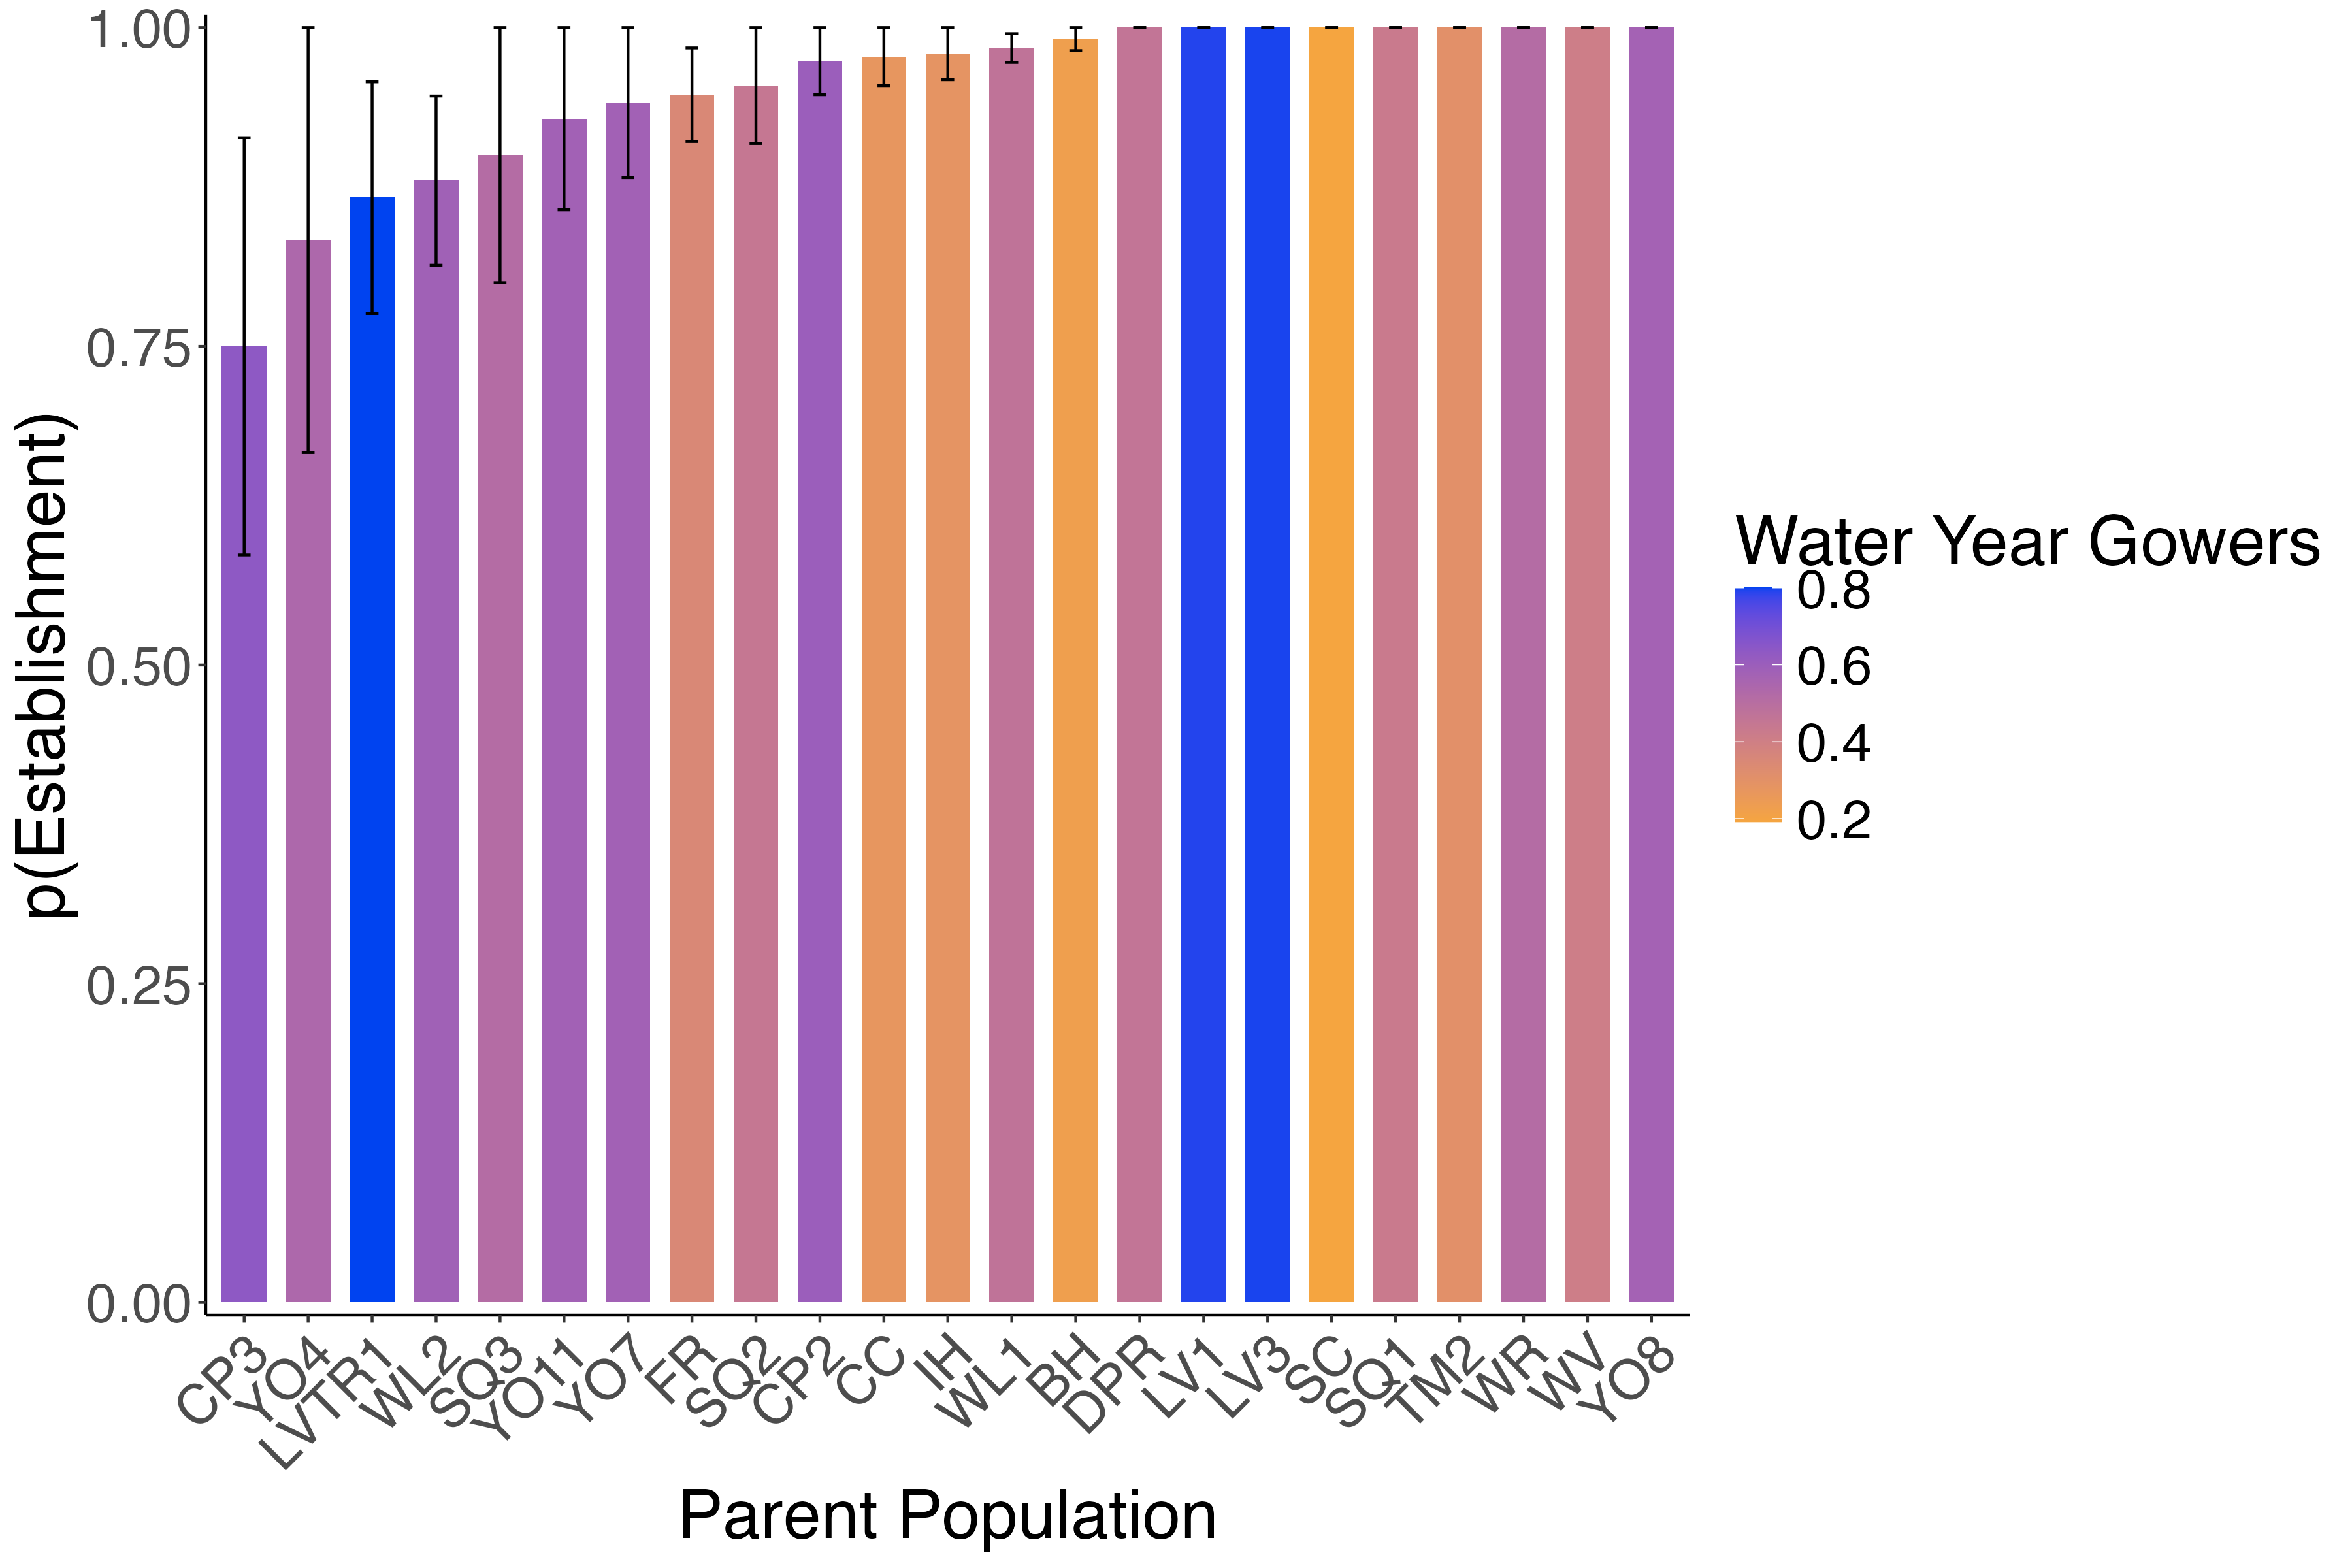 p(Establishment)
1.00
0.75
0.50
0.25
0.00
CP3
YO4
LVTR1
WL2
SQ3
YO11
YO7
FR
SQ2
CP2
CC
IH
WL1
BH
DPR
LV1
LV3
SC
SQ1
TM2
WR
WV
YO8
Parent Population
Water Year Gowers
0.8
0.6
0.4
0.2